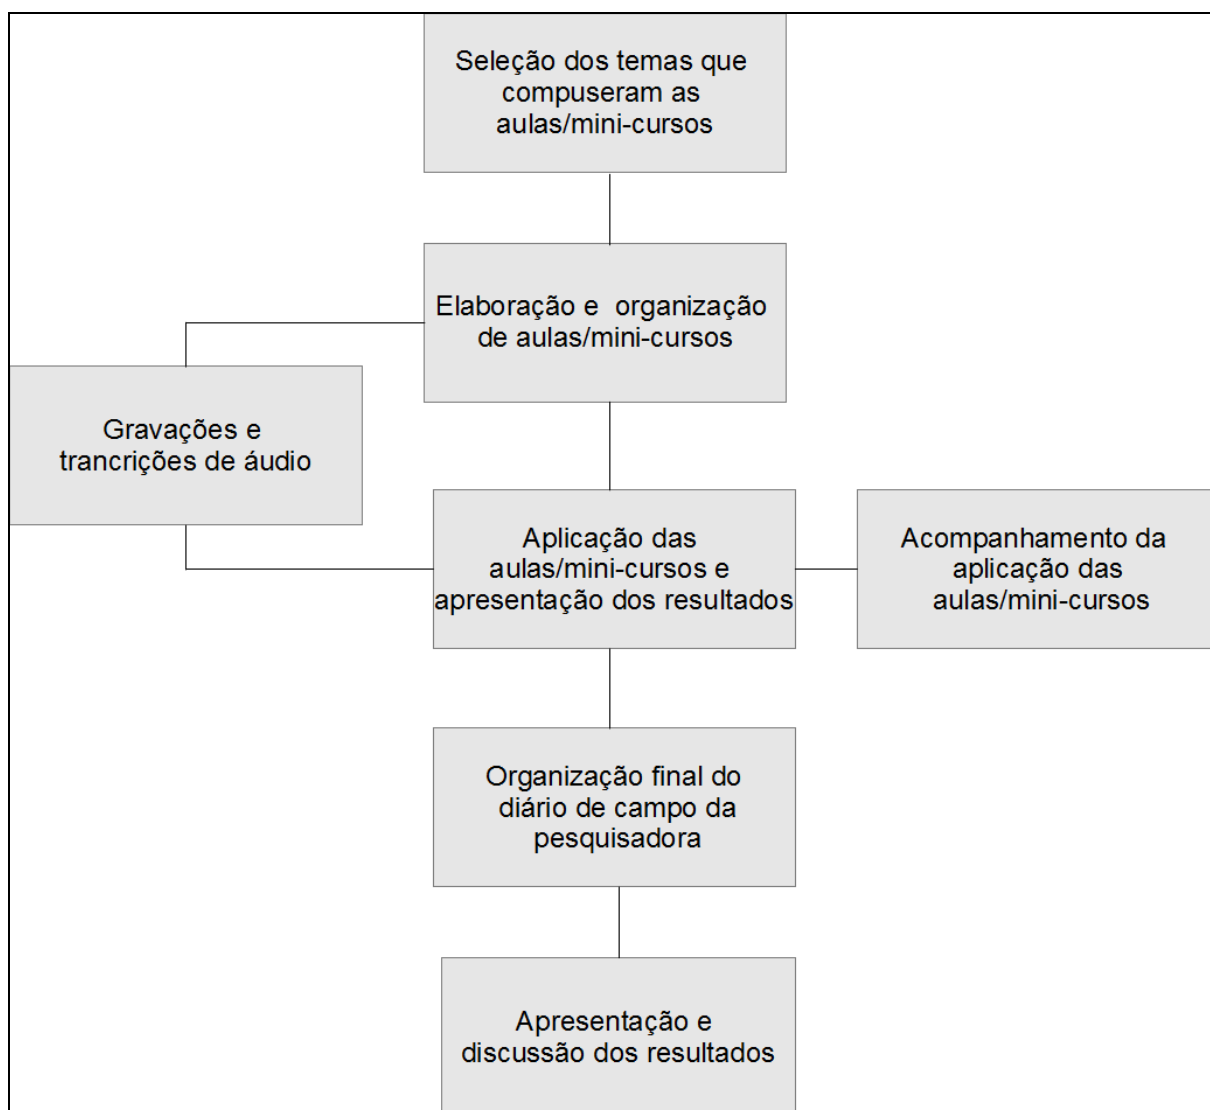 Seleção dos temas que
compuseram as
aulas/mini-cursos
Elaboração e organização
de aulas/mini-cursos
Gravações e
trancrições de áudio
Aplicação das
aulas/mini-cursos e
apresentação dos resultados
Acompanhamento da
aplicação das
aulas/mini-cursos
Organização final do
diário de campo da
pesquisadora
Apresentação e
discussão dos resultados